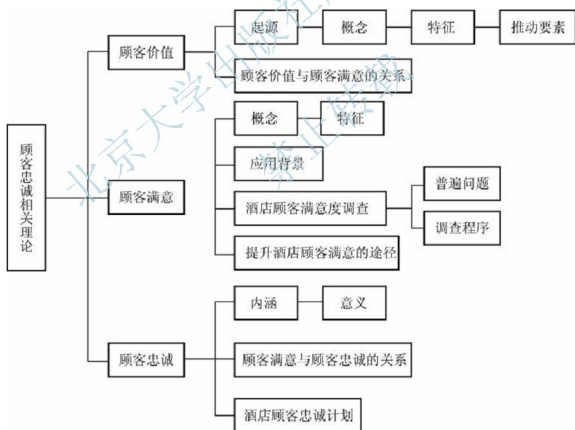 起源
概念
特征
推动要素
顾客价值
顾客价值与顾客满意的关系
概念
特征
应用背景
顾客忠诚相关理论
顾客满意
酒店顾客满意度调查
普遍问题
调查程序
提升酒店顾客满意的途径
内涵
意义
顾客忠诚
顾客满意与顾客忠诚的关系
酒店顾客忠诚计划
北京大学出版社
禁止转载